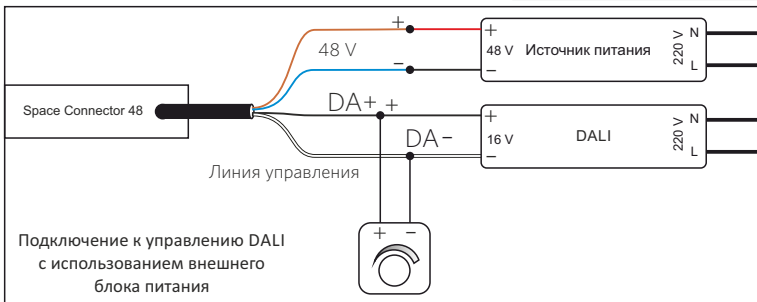 +
+
N
48 V
48 V
Источник питания
220 V
−
−
L
Space Connector 48
DA+ +
+
N
DA−
16 V
DALI
220 V
−
L
Линия управления
+ −
Подключение к управлению DALI
с использованием внешнего
блока питания